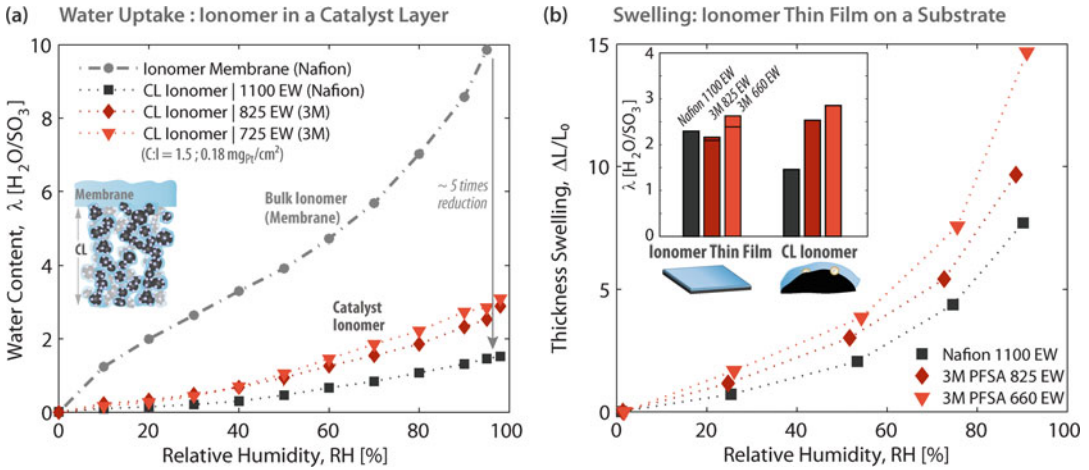 (a) Water Uptake : Ionomer in a Catalyst Layer
Water Content, λ [H₂O/SO₃]
10
8
6
4
2
0
Ionomer Membrane (Nafion)
CL Ionomer | 1100 EW (Nafion)
CL Ionomer | 825 EW (3M)
CL Ionomer | 725 EW (3M)
(C:I = 1.5 ; 0.18 mgPt/cm²)
Membrane
CL
Bulk Ionomer
(Membrane)
~ 5 times
reduction
Catalyst
Ionomer
0 20 40 60 80 100
Relative Humidity, RH [%]
(b) Swelling: Ionomer Thin Film on a Substrate
Thickness Swelling, ΔL/L₀
15
10
5
0
λ [H₂O/SO₃]
4
3
2
1
0
Nafion 1100 EW
3M 825 EW
3M 660 EW
Ionomer Thin Film CL Ionomer
Nafion 1100 EW
3M PFSA 825 EW
3M PFSA 660 EW
0 20 40 60 80 100
Relative Humidity, RH [%]